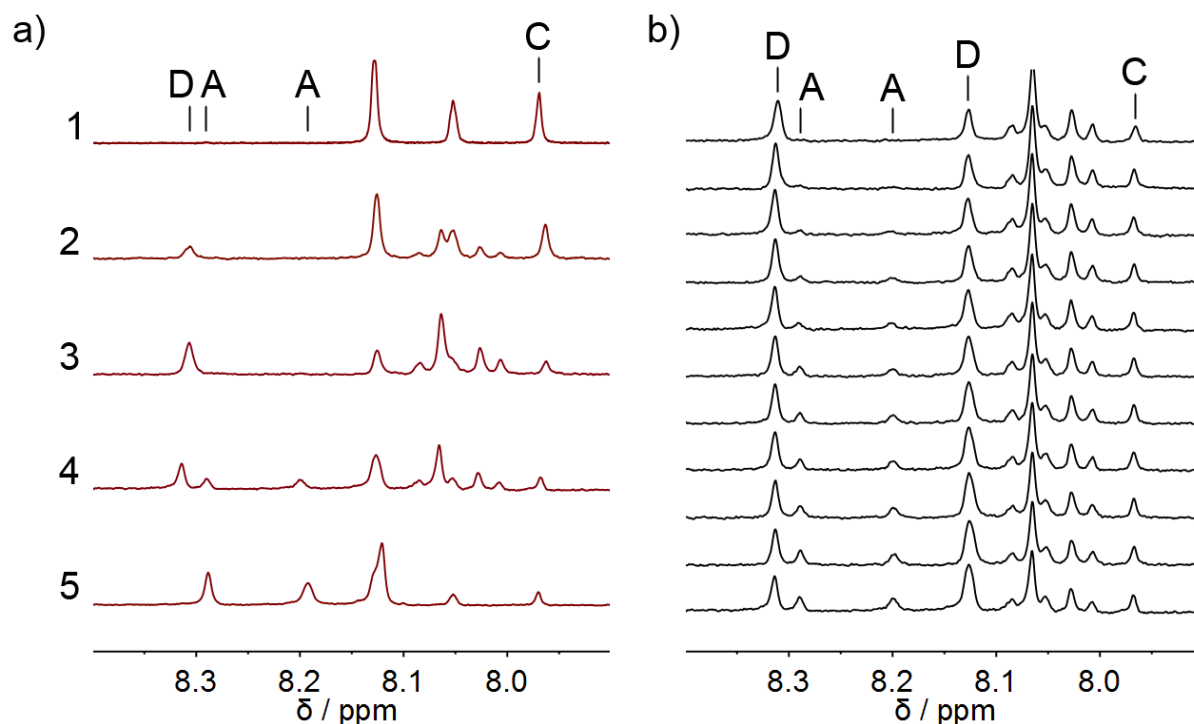 a)
D A A C
1
2
3
4
5
8.3 8.2 8.1 8.0
δ / ppm
b)
D A A D C
8.3 8.2 8.1 8.0
δ / ppm